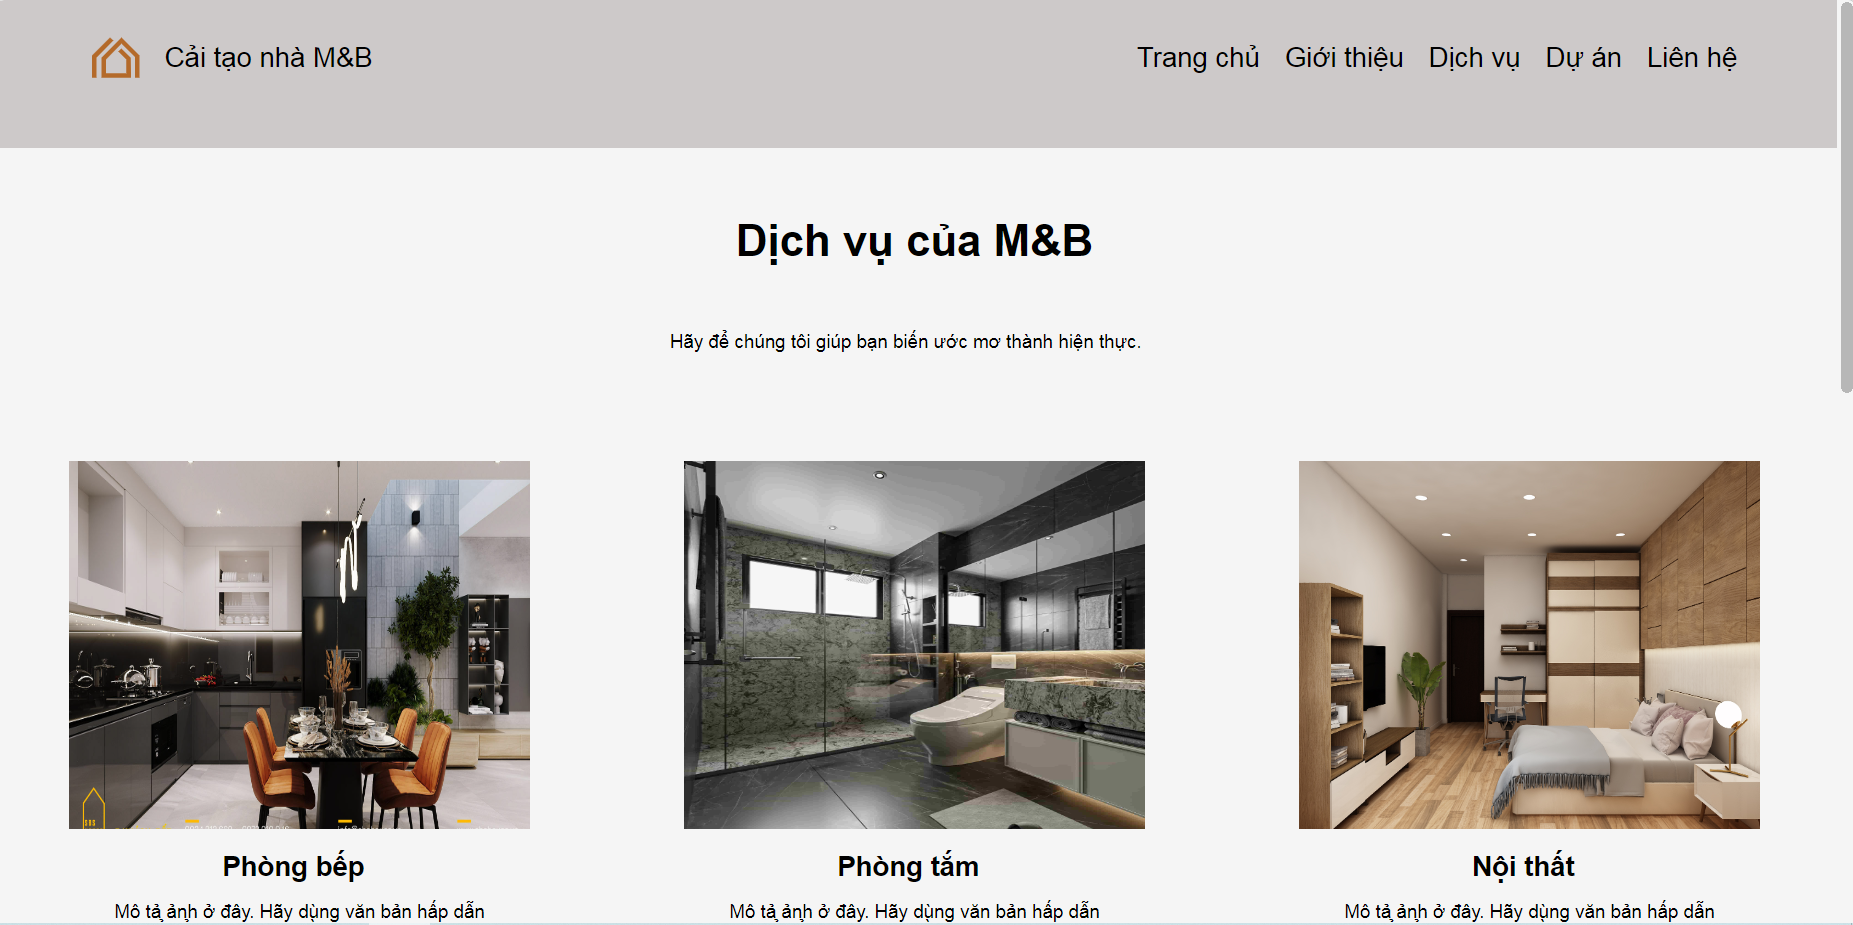 Cải tạo nhà M&B
Trang chủ Giới thiệu Dịch vụ Dự án Liên hệ
Dịch vụ của M&B
Hãy để chúng tôi giúp bạn biến ước mơ thành hiện thực.
Phòng bếp
Phòng tắm
Nội thất
Mô tả ảnh ở đây. Hãy dùng văn bản hấp dẫn
Mô tả ảnh ở đây. Hãy dùng văn bản hấp dẫn
Mô tả ảnh ở đây. Hãy dùng văn bản hấp dẫn